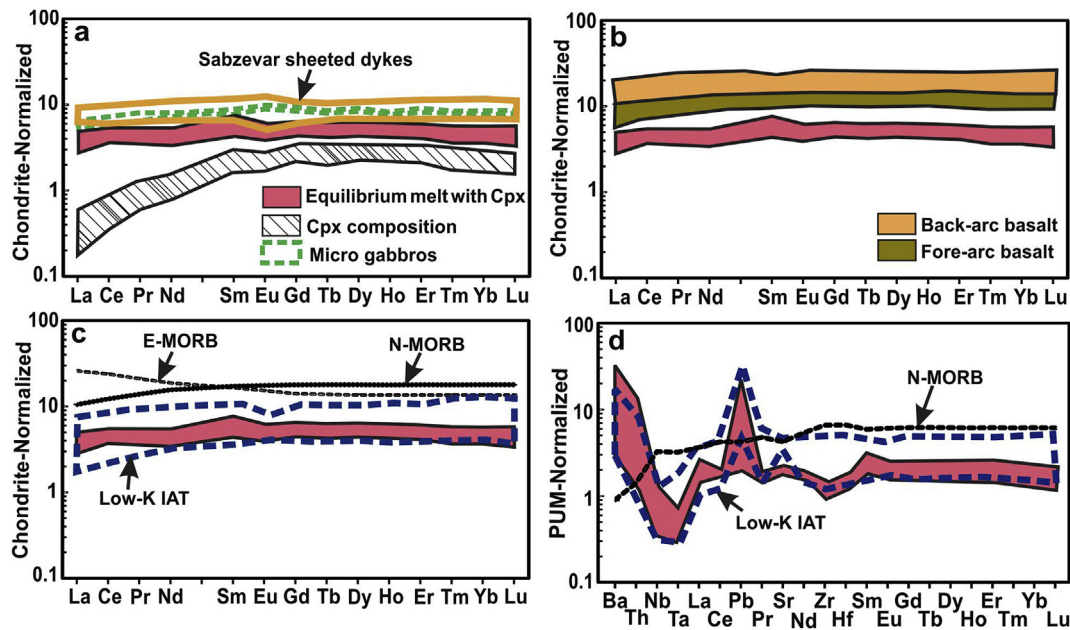 a
Chondrite-Normalized
100
10
1
0.1
Sabzevar sheeted dykes
Equilibrium melt with Cpx
Cpx composition
Micro gabbros
La Ce Pr Nd Sm Eu Gd Tb Dy Ho Er Tm Yb Lu
b
Chondrite-Normalized
100
10
1
0.1
Back-arc basalt
Fore-arc basalt
La Ce Pr Nd Sm Eu Gd Tb Dy Ho Er Tm Yb Lu
c
Chondrite-Normalized
100
10
1
0.1
E-MORB
N-MORB
Low-K IAT
La Ce Pr Nd Sm Eu Gd Tb Dy Ho Er Tm Yb Lu
d
PUM-Normalized
100
10
1
0.1
N-MORB
Low-K IAT
Ba Nb La Pb Sr Zr Sm Gd Dy Er Yb
Th Ta Ce Pr Nd Hf Eu Tb Ho Tm Lu